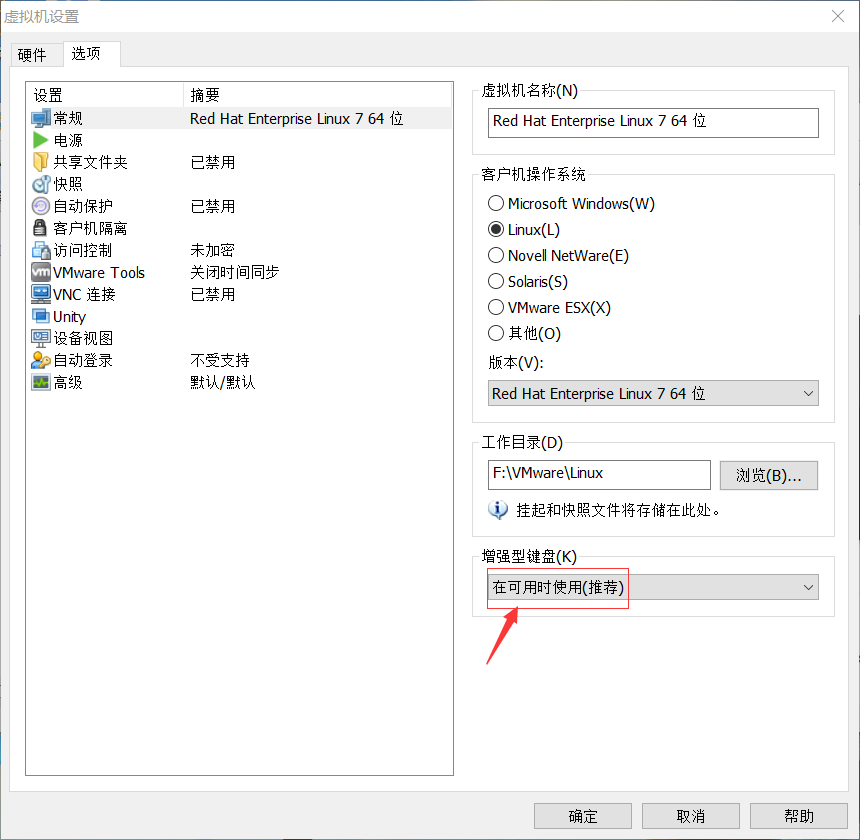 虚拟机设置
硬件 选项
设置 摘要
常规 Red Hat Enterprise Linux 7 64 位
电源
共享文件夹 已禁用
快照
自动保护 已禁用
客户机隔离
访问控制 未加密
vm VMware Tools 关闭时间同步
VNC 连接 已禁用
Unity
设备视图
自动登录 不受支持
高级 默认/默认
虚拟机名称(N)
Red Hat Enterprise Linux 7 64 位
客户机操作系统
Microsoft Windows(W)
Linux(L)
Novell NetWare(E)
Solaris(S)
VMware ESX(X)
其他(O)
版本(V):
Red Hat Enterprise Linux 7 64 位
工作目录(D)
F:\VMware\Linux 浏览(B)...
挂起和快照文件将存储在此处。
增强型键盘(K)
在可用时使用(推荐)
确定 取消 帮助